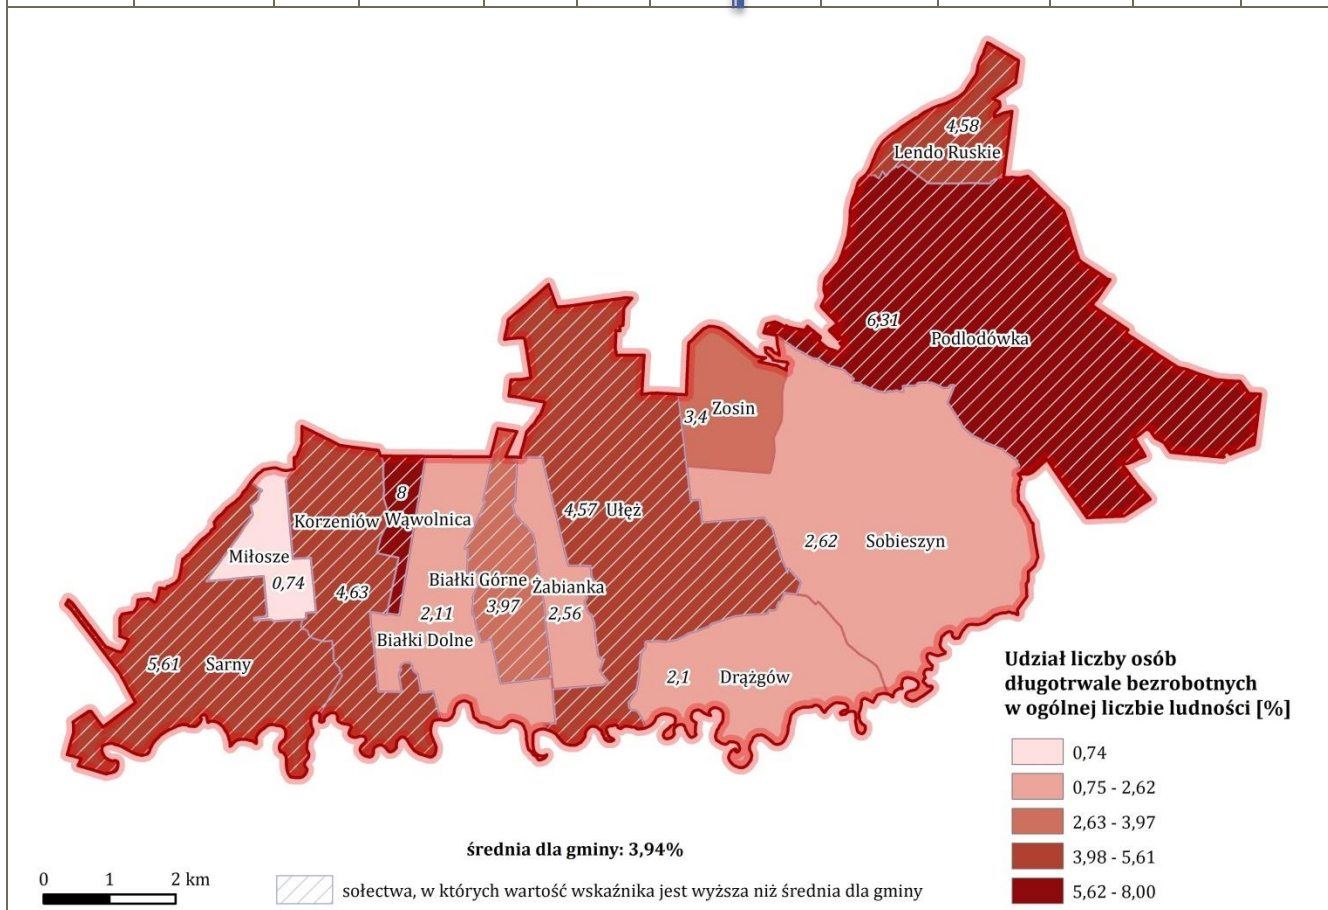 4,58
Lendo Ruskie
6,31
Podlodówka
3,4 Zosin
8
Korzeniów Wąwolnica
4,57 Ułęż
2,62 Sobieszyn
Miłosze
0,74
4,63
Białki Górne
3,97
Żabianka
2,56
2,11
Białki Dolne
5,61 Sarny
2,1 Drążgów
Udział liczby osób
długotrwale bezrobotnych
w ogólnej liczbie ludności [%]
0,74
0,75 - 2,62
2,63 - 3,97
3,98 - 5,61
5,62 - 8,00
średnia dla gminy: 3,94%
0 1 2 km
sołectwa, w których wartość wskaźnika jest wyższa niż średnia dla gminy